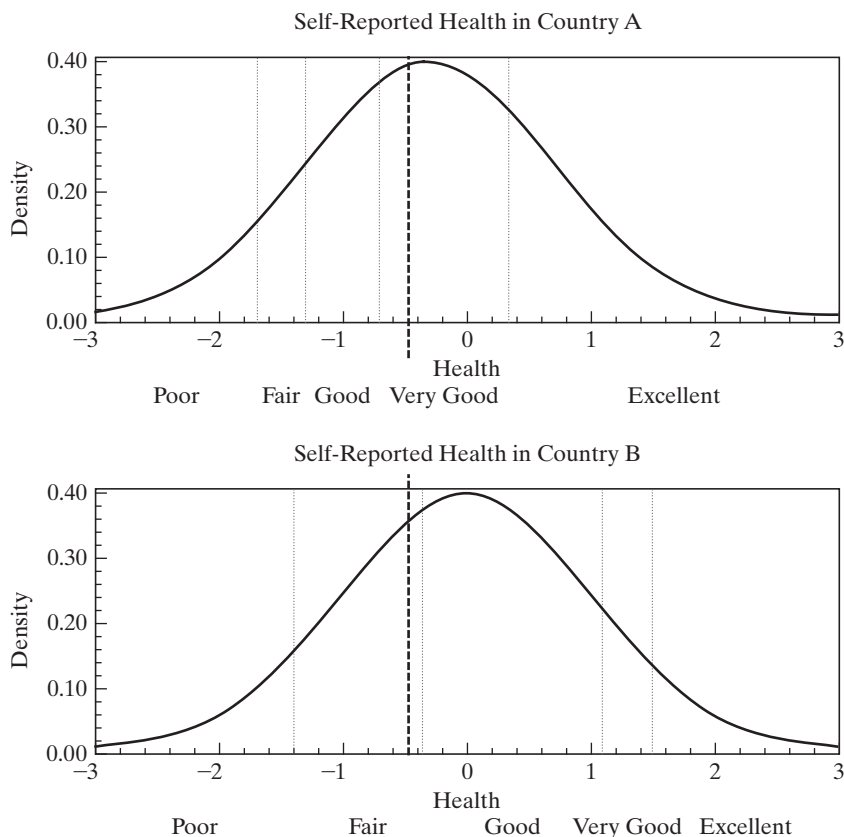 Self-Reported Health in Country A
0.40
0.30
0.20
0.10
0.00
Density
−3 −2 −1 0 1 2 3
Health
Poor Fair Good Very Good Excellent
Self-Reported Health in Country B
0.40
0.30
0.20
0.10
0.00
Density
−3 −2 −1 0 1 2 3
Health
Poor Fair Good Very Good Excellent